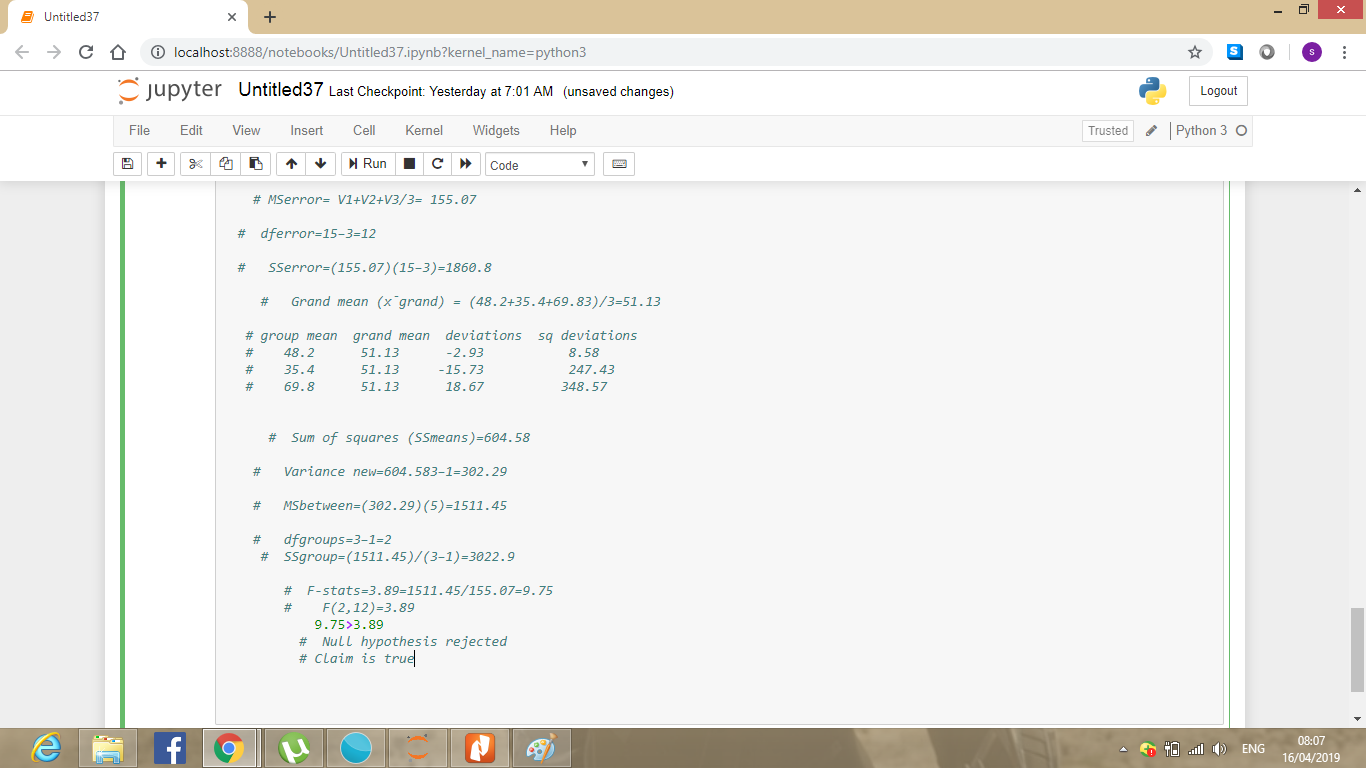 Untitled37
localhost:8888/notebooks/Untitled37.ipynb?kernel_name=python3
S
s
jupyter Untitled37 Last Checkpoint: Yesterday at 7:01 AM (unsaved changes)
Logout
File Edit View Insert Cell Kernel Widgets Help
Trusted
Python 3
Run
Code
# MSerror= V1+V2+V3/3= 155.07
# dferror=15−3=12
# SSerror=(155.07)(15−3)=1860.8
# Grand mean (x¯grand) = (48.2+35.4+69.83)/3=51.13
# group mean grand mean deviations sq deviations
# 48.2 51.13 -2.93 8.58
# 35.4 51.13 -15.73 247.43
# 69.8 51.13 18.67 348.57
# Sum of squares (SSmeans)=604.58
# Variance new=604.583−1=302.29
# MSbetween=(302.29)(5)=1511.45
# dfgroups=3−1=2
# SSgroup=(1511.45)/(3−1)=3022.9
# F-stats=3.89=1511.45/155.07=9.75
# F(2,12)=3.89
9.75>3.89
# Null hypothesis rejected
# Claim is true
ENG
08:07
16/04/2019